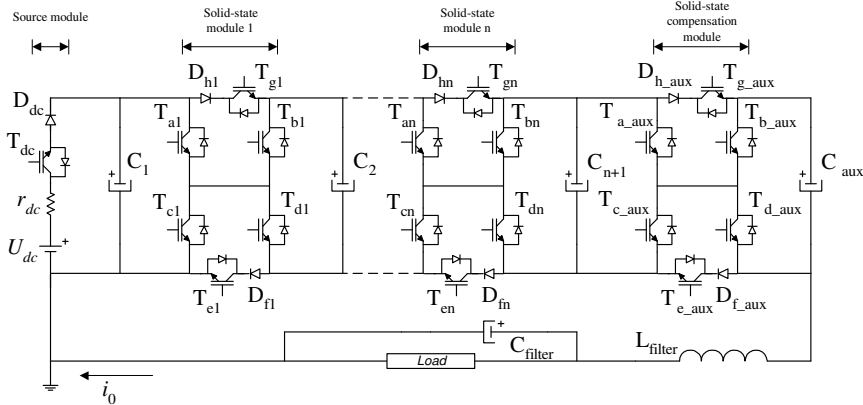 Source module
Solid-state
module 1
Solid-state
module n
Solid-state
compensation
module
D_h1
T_g1
D_hn
T_gn
D_h_aux
T_g_aux
D_dc
T_a1
T_b1
T_an
T_bn
T_a_aux
T_b_aux
T_dc
+
C_1
+
C_2
+
C_n+1
+
C_aux
r_dc
T_c1
T_d1
T_cn
T_dn
T_c_aux
T_d_aux
U_dc
+
T_e1
D_f1
T_en
D_fn
T_e_aux
D_f_aux
+
C_filter
L_filter
Load
i_0